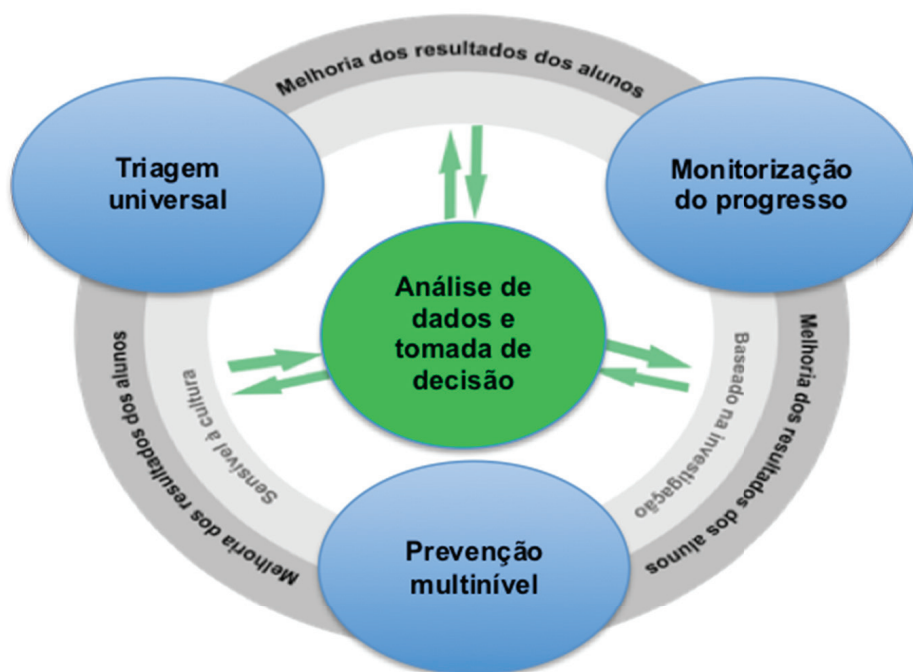 Melhoria dos resultados dos alunos
Triagem
universal
Monitorização
do progresso
Análise de
dados e
tomada de
decisão
Melhoria dos resultados dos alunos
Sensível à cultura
Baseado na investigação
Melhoria dos resultados dos alunos
Prevenção
multinível